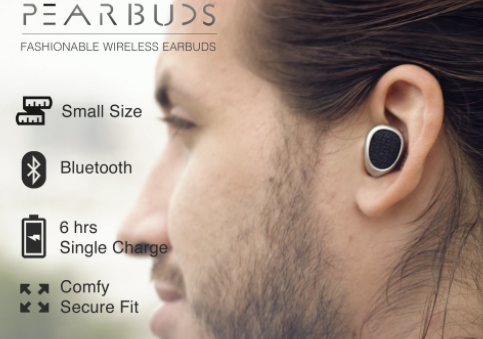 PEARBUDS
FASHIONABLE WIRELESS EARBUDS
Small Size
Bluetooth
6 hrs
Single Charge
Comfy
Secure Fit